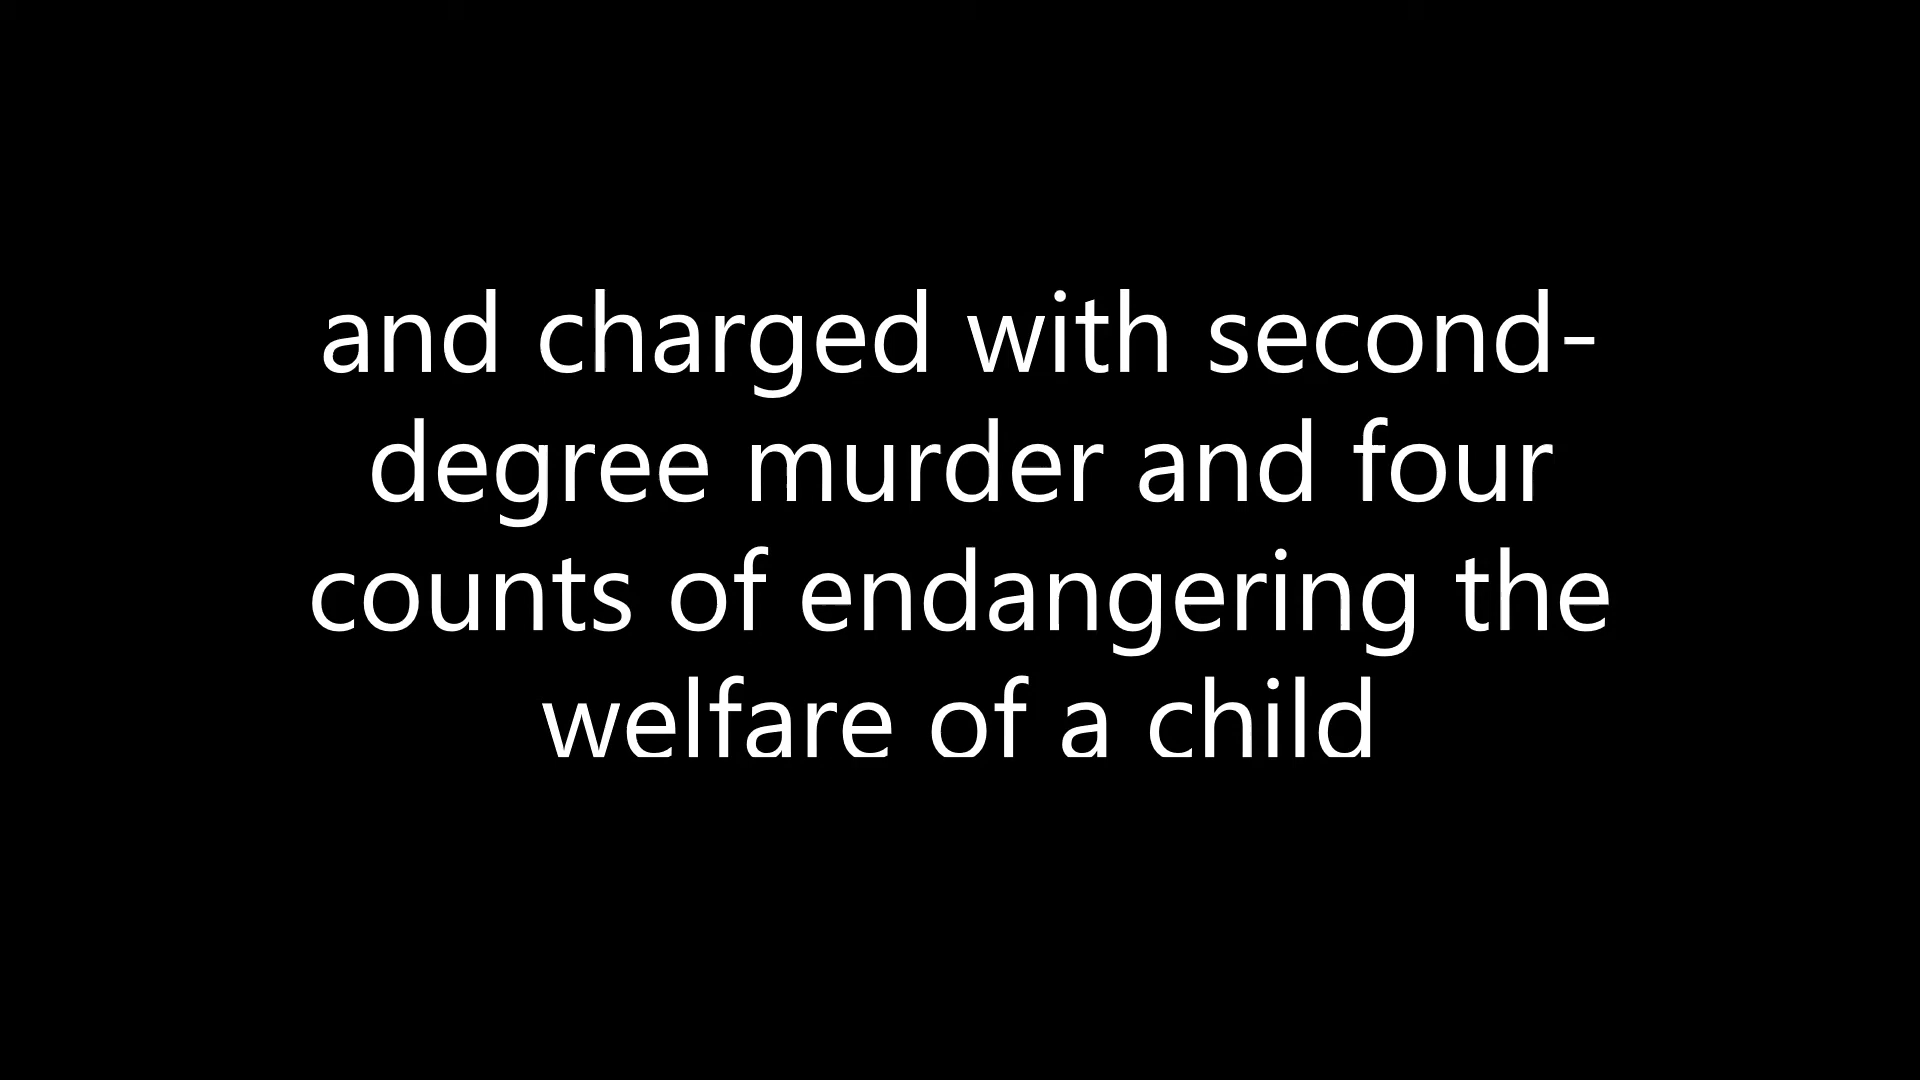 and charged with second-
degree murder and four
counts of endangering the
welfare of a child